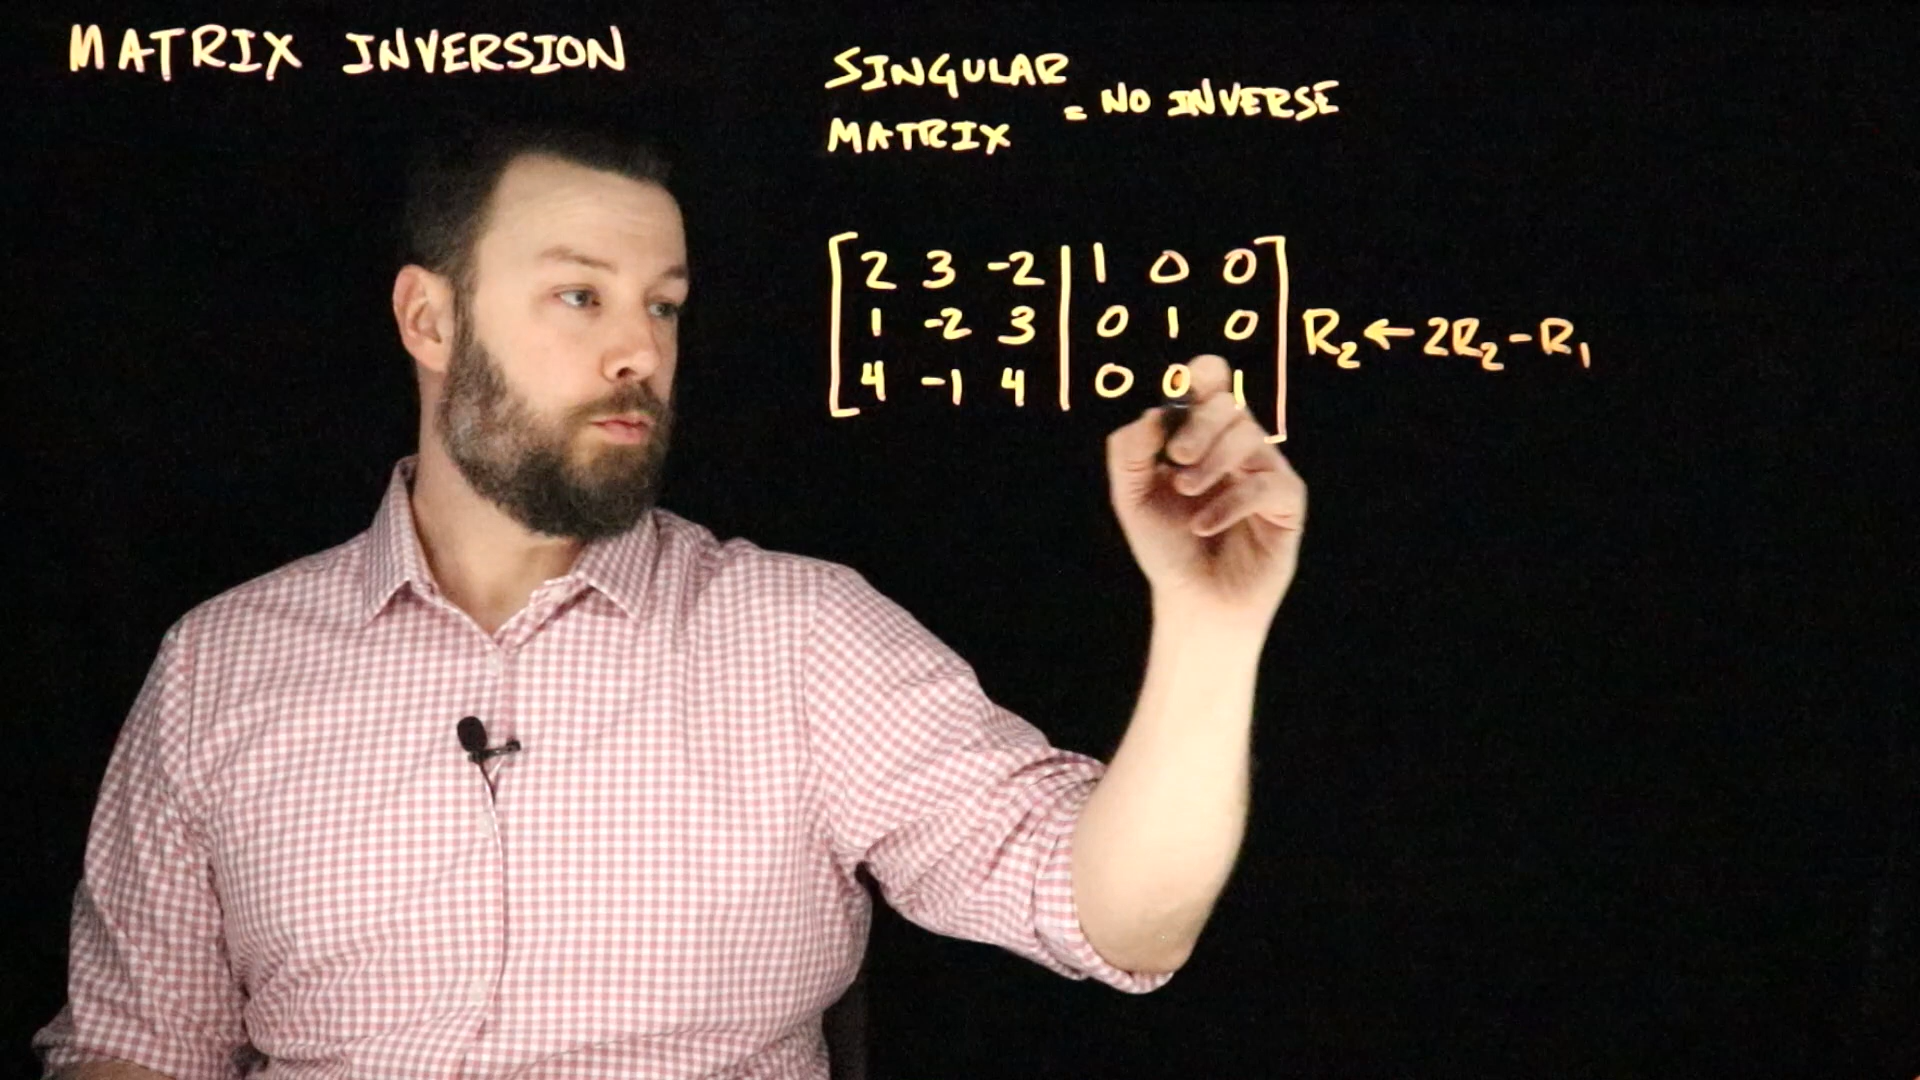 MATRIX INVERSION
SINGULAR
MATRIX = NO INVERSE
2 3 -2 | 1 0 0
1 -2 3 | 0 1 0 R₂ ← 2R₂ - R₁
4 -1 4 | 0 0 1